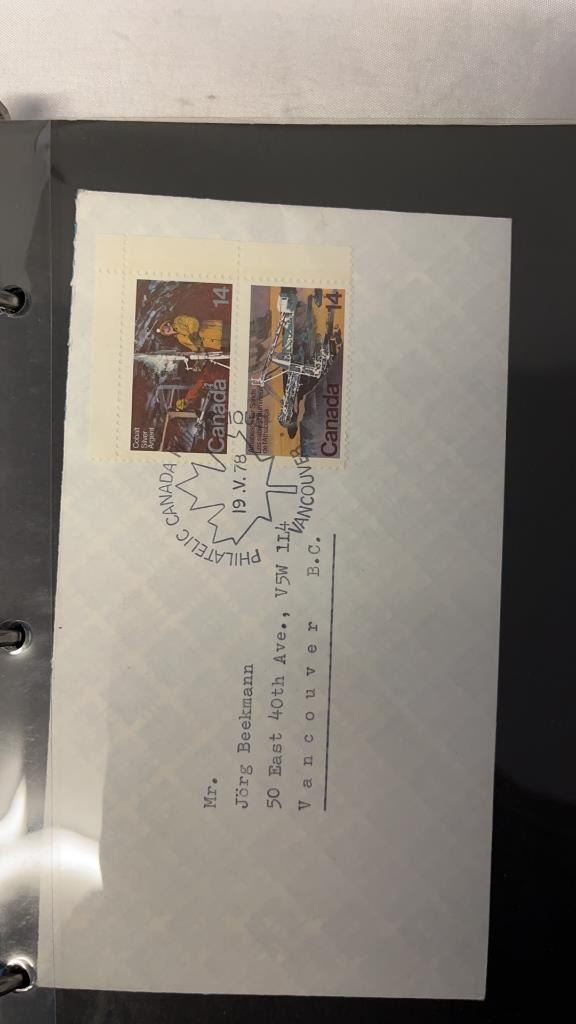 Cobalt
Silver
Argent
Canada
14
Canada
14
PHILATELIC CANADA
19.V.78
VANCOUVER
Mr.
Jörg Beekmann
50 East 40th Ave., V5W 1L4
Vancouver B.C.